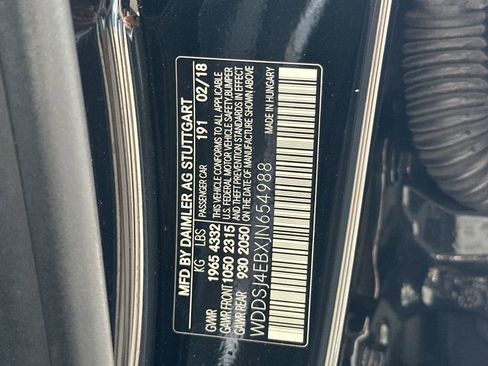 MFD BY DAIMLER AG STUTTGART
KG LBS PASSENGER CAR 191 02/18
GVWR 1965 4332 THIS VEHICLE CONFORMS TO ALL APPLICABLE
GAWR FRONT 1050 2315 U.S. FEDERAL MOTOR VEHICLE SAFETY, BUMPER
GAWR REAR 930 2050 AND THEFT PREVENTION STANDARDS IN EFFECT
ON DATE OF MANUFACTURE SHOWN ABOVE
WDDSJ4EBXJN654988 MADE IN HUNGARY